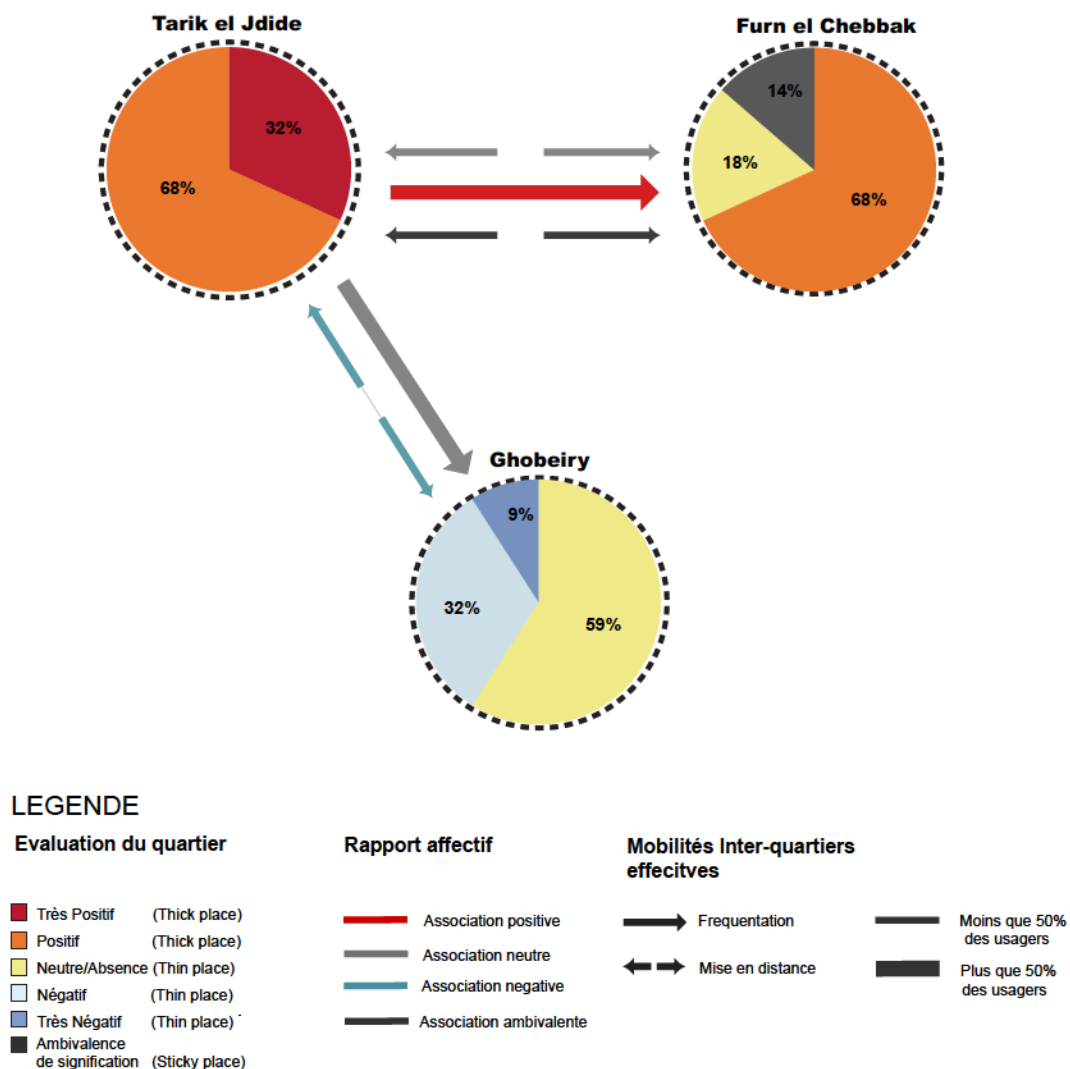 Tarik el Jdide
Furn el Chebbak
32%
68%
14%
18%
68%
Ghobeiry
9%
32%
59%
LEGENDE
Evaluation du quartier
Très Positif (Thick place)
Positif (Thick place)
Neutre/Absence (Thin place)
Négatif (Thin place)
Très Négatif (Thin place)
Ambivalence
de signification (Sticky place)
Rapport affectif
Association positive
Association neutre
Association negative
Association ambivalente
Mobilités Inter-quartiers
effecitves
Frequentation
Mise en distance
Moins que 50%
des usagers
Plus que 50%
des usagers